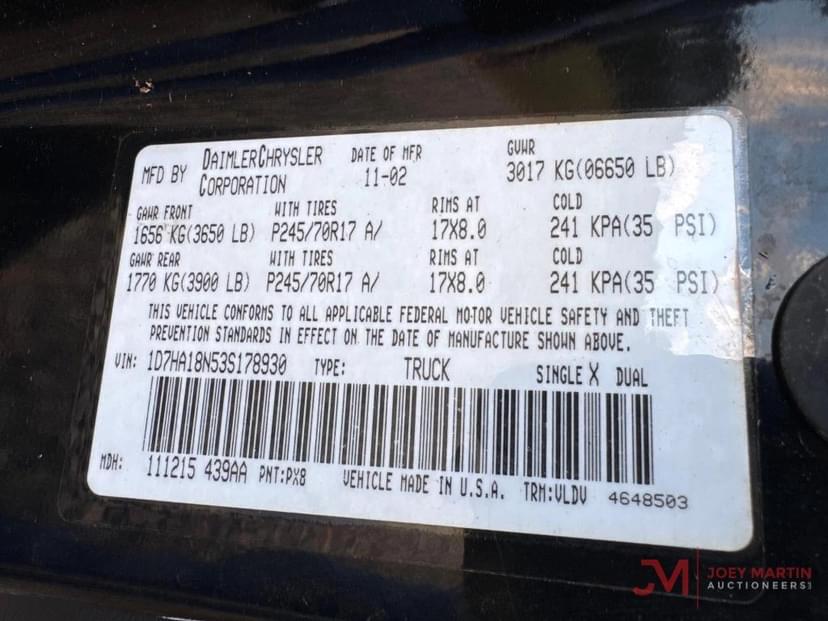 MFD BY DAIMLERCHRYSLER CORPORATION DATE OF MFR 11-02 GVWR 3017 KG(06650 LB)
GAWR FRONT WITH TIRES RIMS AT COLD
1656 KG(3650 LB) P245/70R17 A/ 17X8.0 241 KPA(35 PSI)
GAWR REAR WITH TIRES RIMS AT COLD
1770 KG(3900 LB) P245/70R17 A/ 17X8.0 241 KPA(35 PSI)
THIS VEHICLE CONFORMS TO ALL APPLICABLE FEDERAL MOTOR VEHICLE SAFETY AND THEFT
PREVENTION STANDARDS IN EFFECT ON THE DATE OF MANUFACTURE SHOWN ABOVE.
VIN: 1D7HA18N53S178930 TYPE: TRUCK SINGLE X DUAL
MDH: 111215 439AA PNT:PX8 VEHICLE MADE IN U.S.A. TRM:VLDV 4648503
JM JOEY MARTIN
AUCTIONEERS